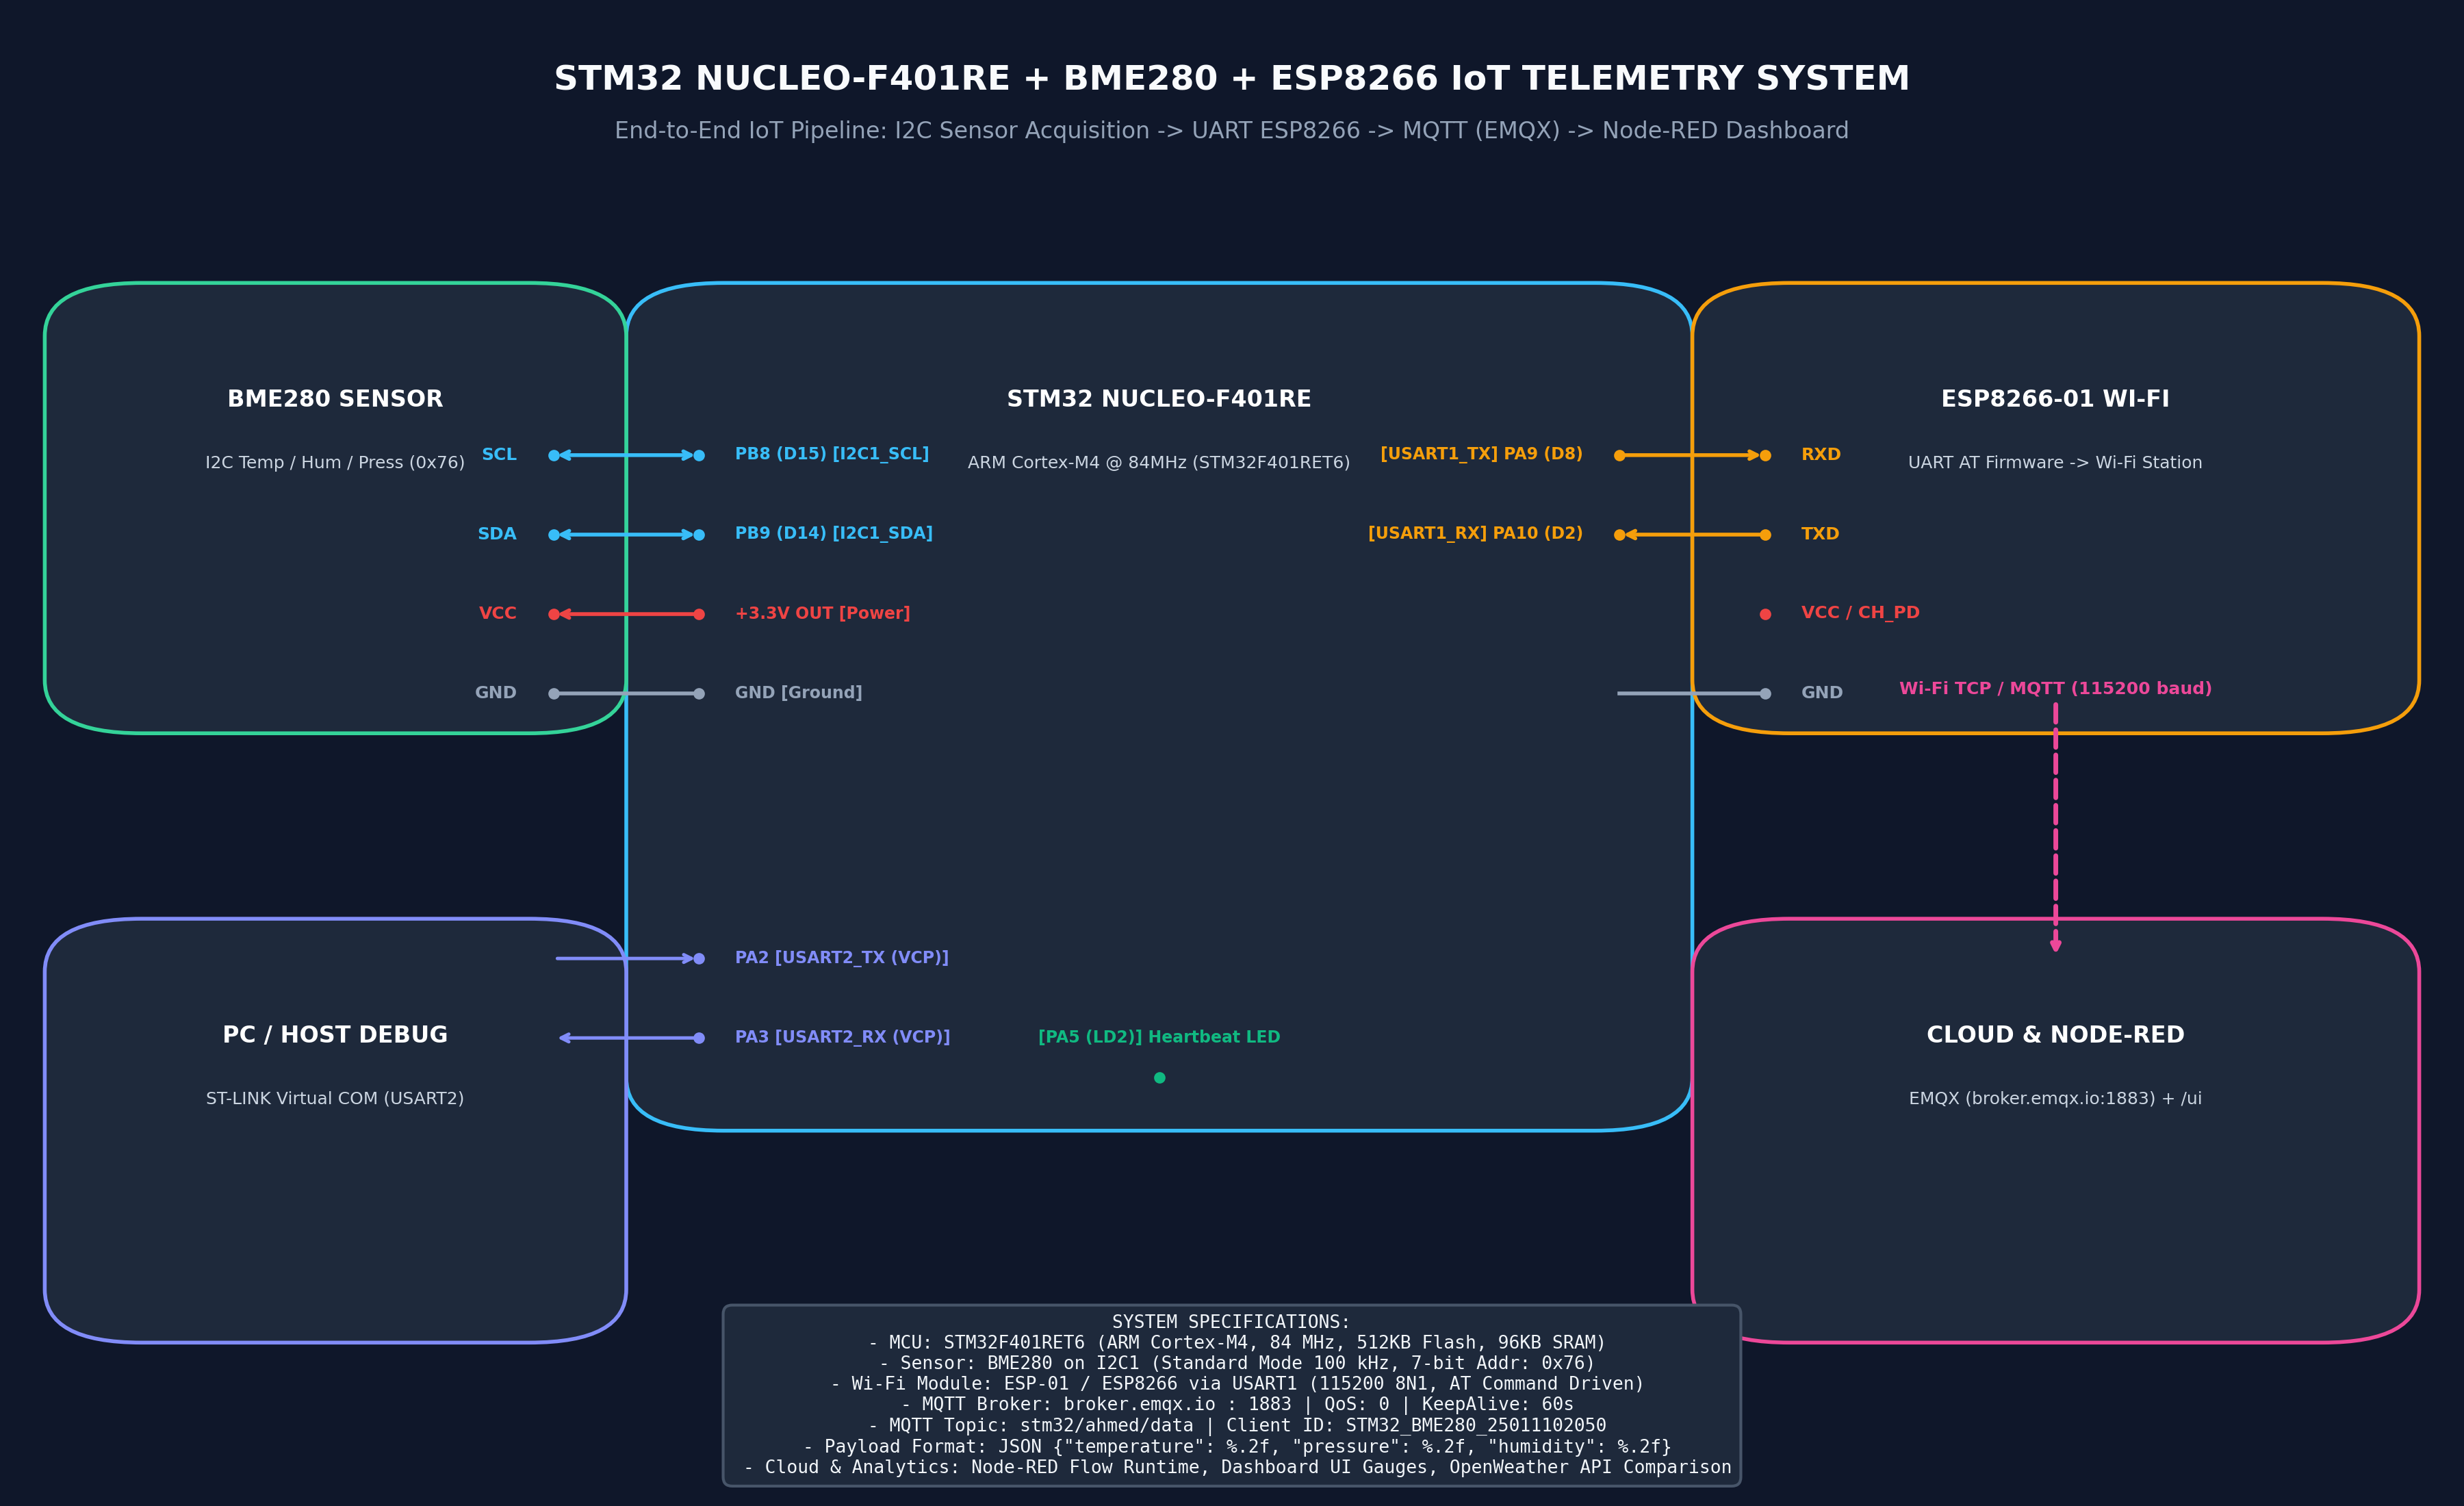 STM32 NUCLEO-F401RE + BME280 + ESP8266 IoT TELEMETRY SYSTEM
End-to-End IoT Pipeline: I2C Sensor Acquisition -> UART ESP8266 -> MQTT (EMQX) -> Node-RED Dashboard
BME280 SENSOR
I2C Temp / Hum / Press (0x76)
SCL
SDA
VCC
GND
STM32 NUCLEO-F401RE
ARM Cortex-M4 @ 84MHz (STM32F401RET6)
PB8 (D15) [I2C1_SCL]
PB9 (D14) [I2C1_SDA]
+3.3V OUT [Power]
GND [Ground]
[USART1_TX] PA9 (D8)
[USART1_RX] PA10 (D2)
ESP8266-01 WI-FI
UART AT Firmware -> Wi-Fi Station
RXD
TXD
VCC / CH_PD
GND
Wi-Fi TCP / MQTT (115200 baud)
PC / HOST DEBUG
ST-LINK Virtual COM (USART2)
PA2 [USART2_TX (VCP)]
PA3 [USART2_RX (VCP)]
[PA5 (LD2)] Heartbeat LED
CLOUD & NODE-RED
EMQX (broker.emqx.io:1883) + /ui
SYSTEM SPECIFICATIONS:
- MCU: STM32F401RET6 (ARM Cortex-M4, 84 MHz, 512KB Flash, 96KB SRAM)
- Sensor: BME280 on I2C1 (Standard Mode 100 kHz, 7-bit Addr: 0x76)
- Wi-Fi Module: ESP-01 / ESP8266 via USART1 (115200 8N1, AT Command Driven)
- MQTT Broker: broker.emqx.io : 1883 | QoS: 0 | KeepAlive: 60s
- MQTT Topic: stm32/ahmed/data | Client ID: STM32_BME280_25011102050
- Payload Format: JSON {"temperature": %.2f, "pressure": %.2f, "humidity": %.2f}
- Cloud & Analytics: Node-RED Flow Runtime, Dashboard UI Gauges, OpenWeather API Comparison